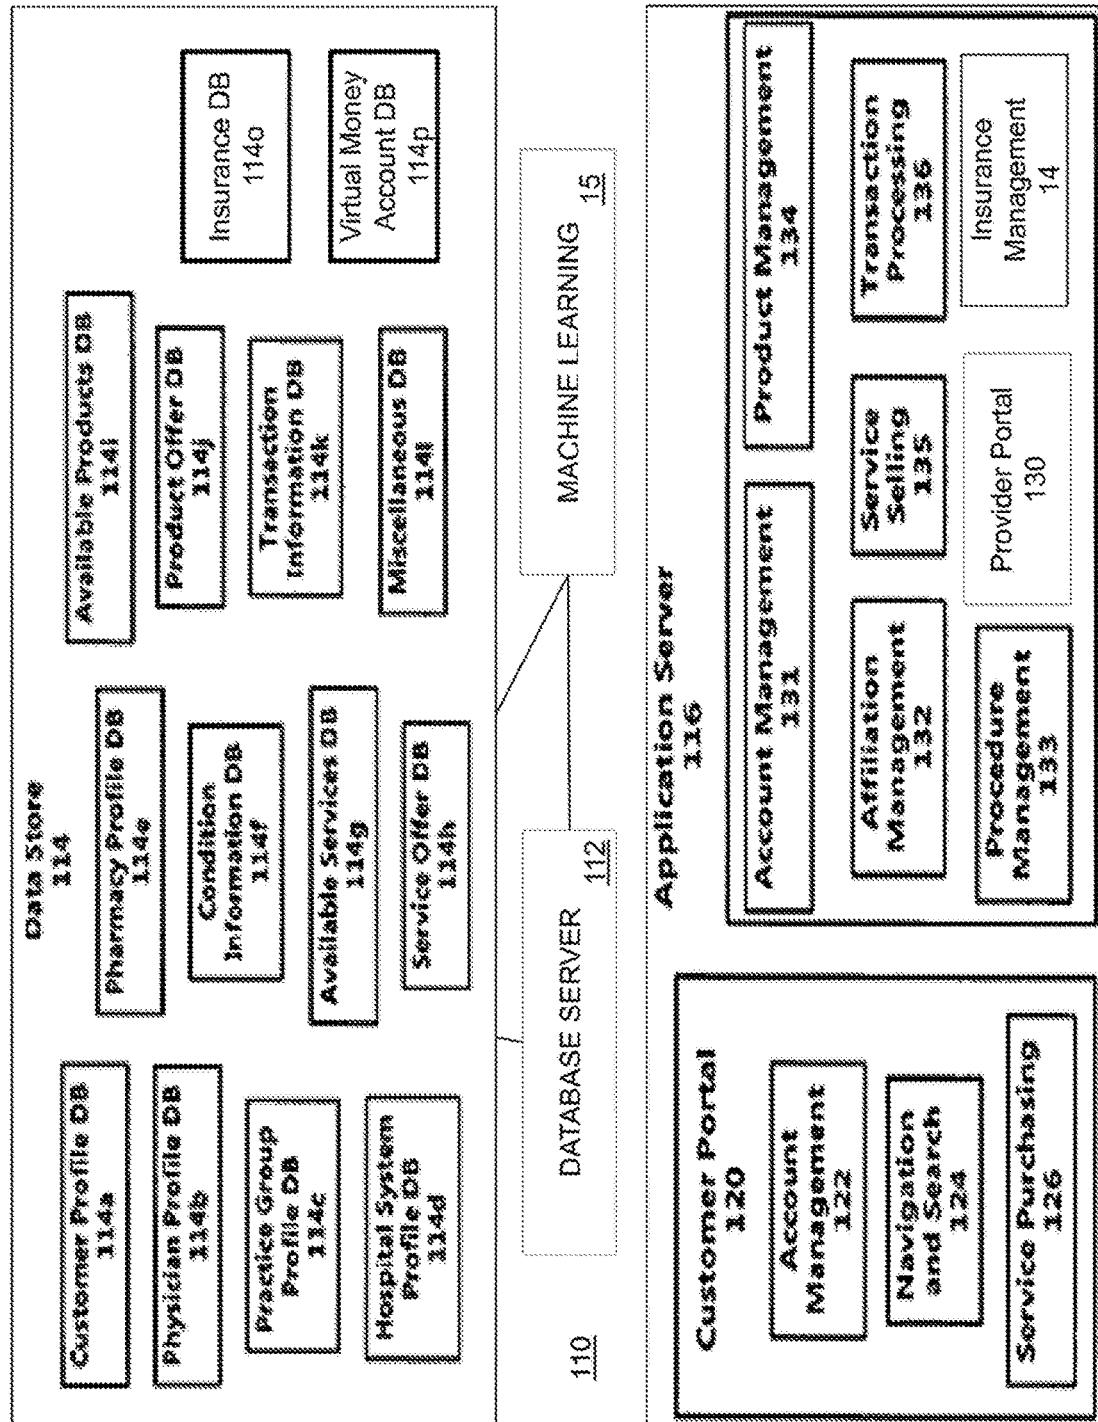 Data Store
114
Customer Profile DB
114a
Physician Profile DB
114b
Practice Group
Profile DB
114c
Hospital System
Profile DB
114d
Pharmacy Profile DB
114e
Condition
Information DB
114f
Available Services DB
114g
Service Offer DB
114h
Available Products DB
114i
Product Offer DB
114j
Transaction
Information DB
114k
Miscellaneous DB
114l
Insurance DB
114o
Virtual Money
Account DB
114p
110
DATABASE SERVER
112
MACHINE LEARNING
15
Application Server
116
Customer Portal
120
Account
Management
122
Navigation
and Search
124
Service Purchasing
126
Account Management
131
Product Management
134
Affiliation
Management
132
Service
Selling
135
Transaction
Processing
136
Procedure
Management
133
Provider Portal
130
Insurance
Management
14